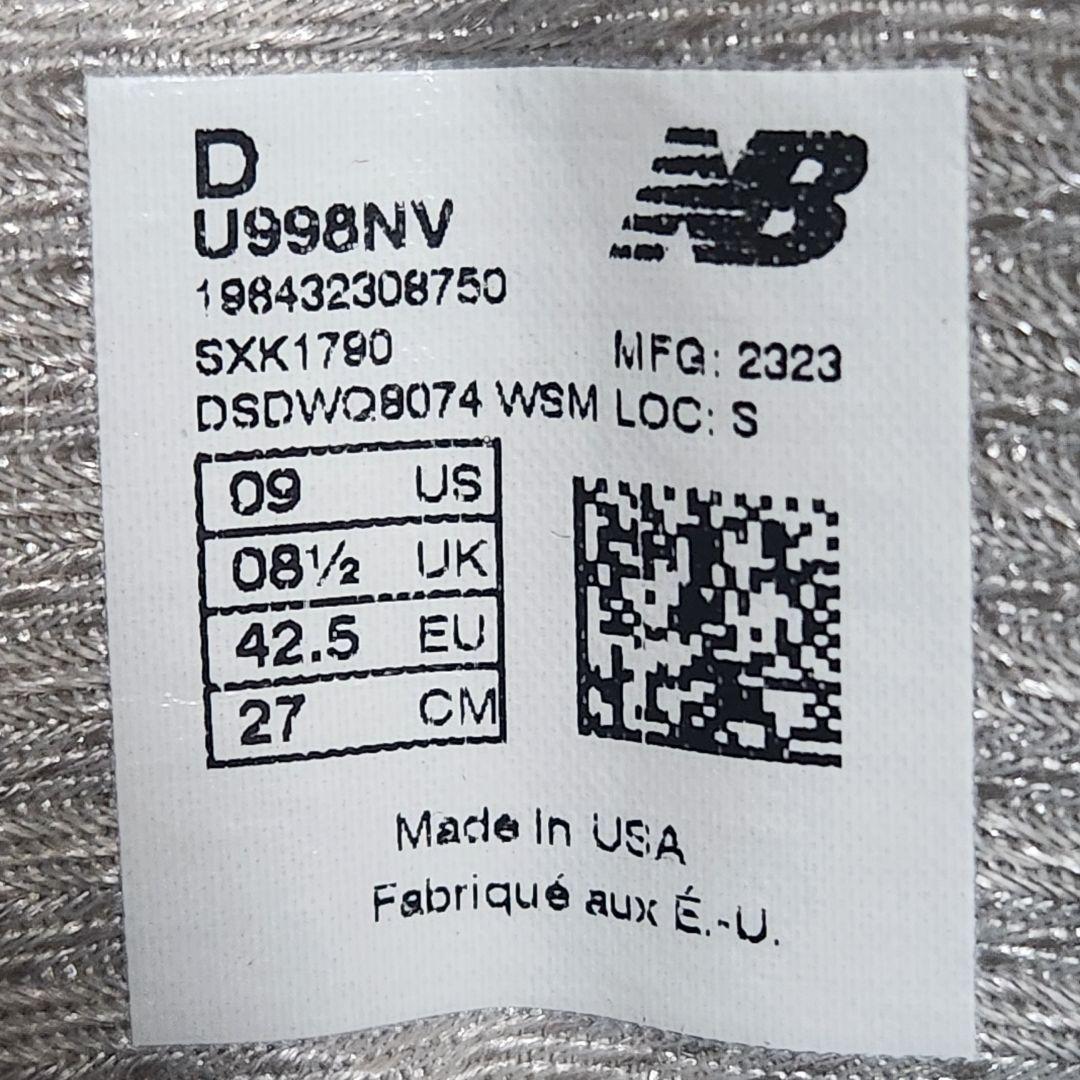 D
NB
U998NV
198432308750
SXK1790
MFG: 2323
DSDWQ8074 WSM LOC: S
09 US
08½ UK
42.5 EU
27 CM
Made In USA
Fabriqué aux É.-U.